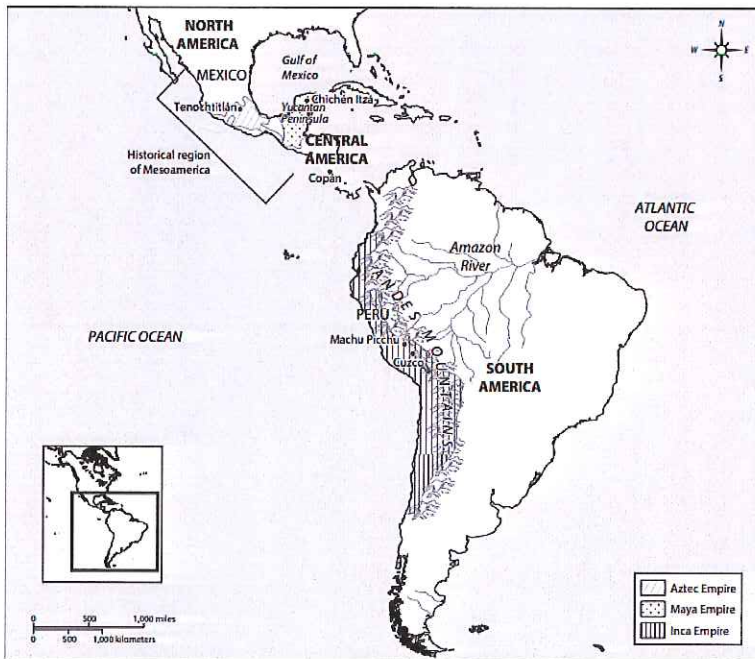 NORTH
AMERICA
MEXICO
Gulf of
Mexico
Tenochtitlán
Chichén Itzá
Yucantán
Peninsula
CENTRAL
AMERICA
Historical region
of Mesoamerica
Copán
N
W
E
S
ATLANTIC
OCEAN
Amazon
River
ANDES MOUNTAINS
PERU
PACIFIC OCEAN
Machu Picchu
Cuzco
SOUTH
AMERICA
0 500 1,000 miles
0 500 1,000 kilometers
Aztec Empire
Maya Empire
Inca Empire